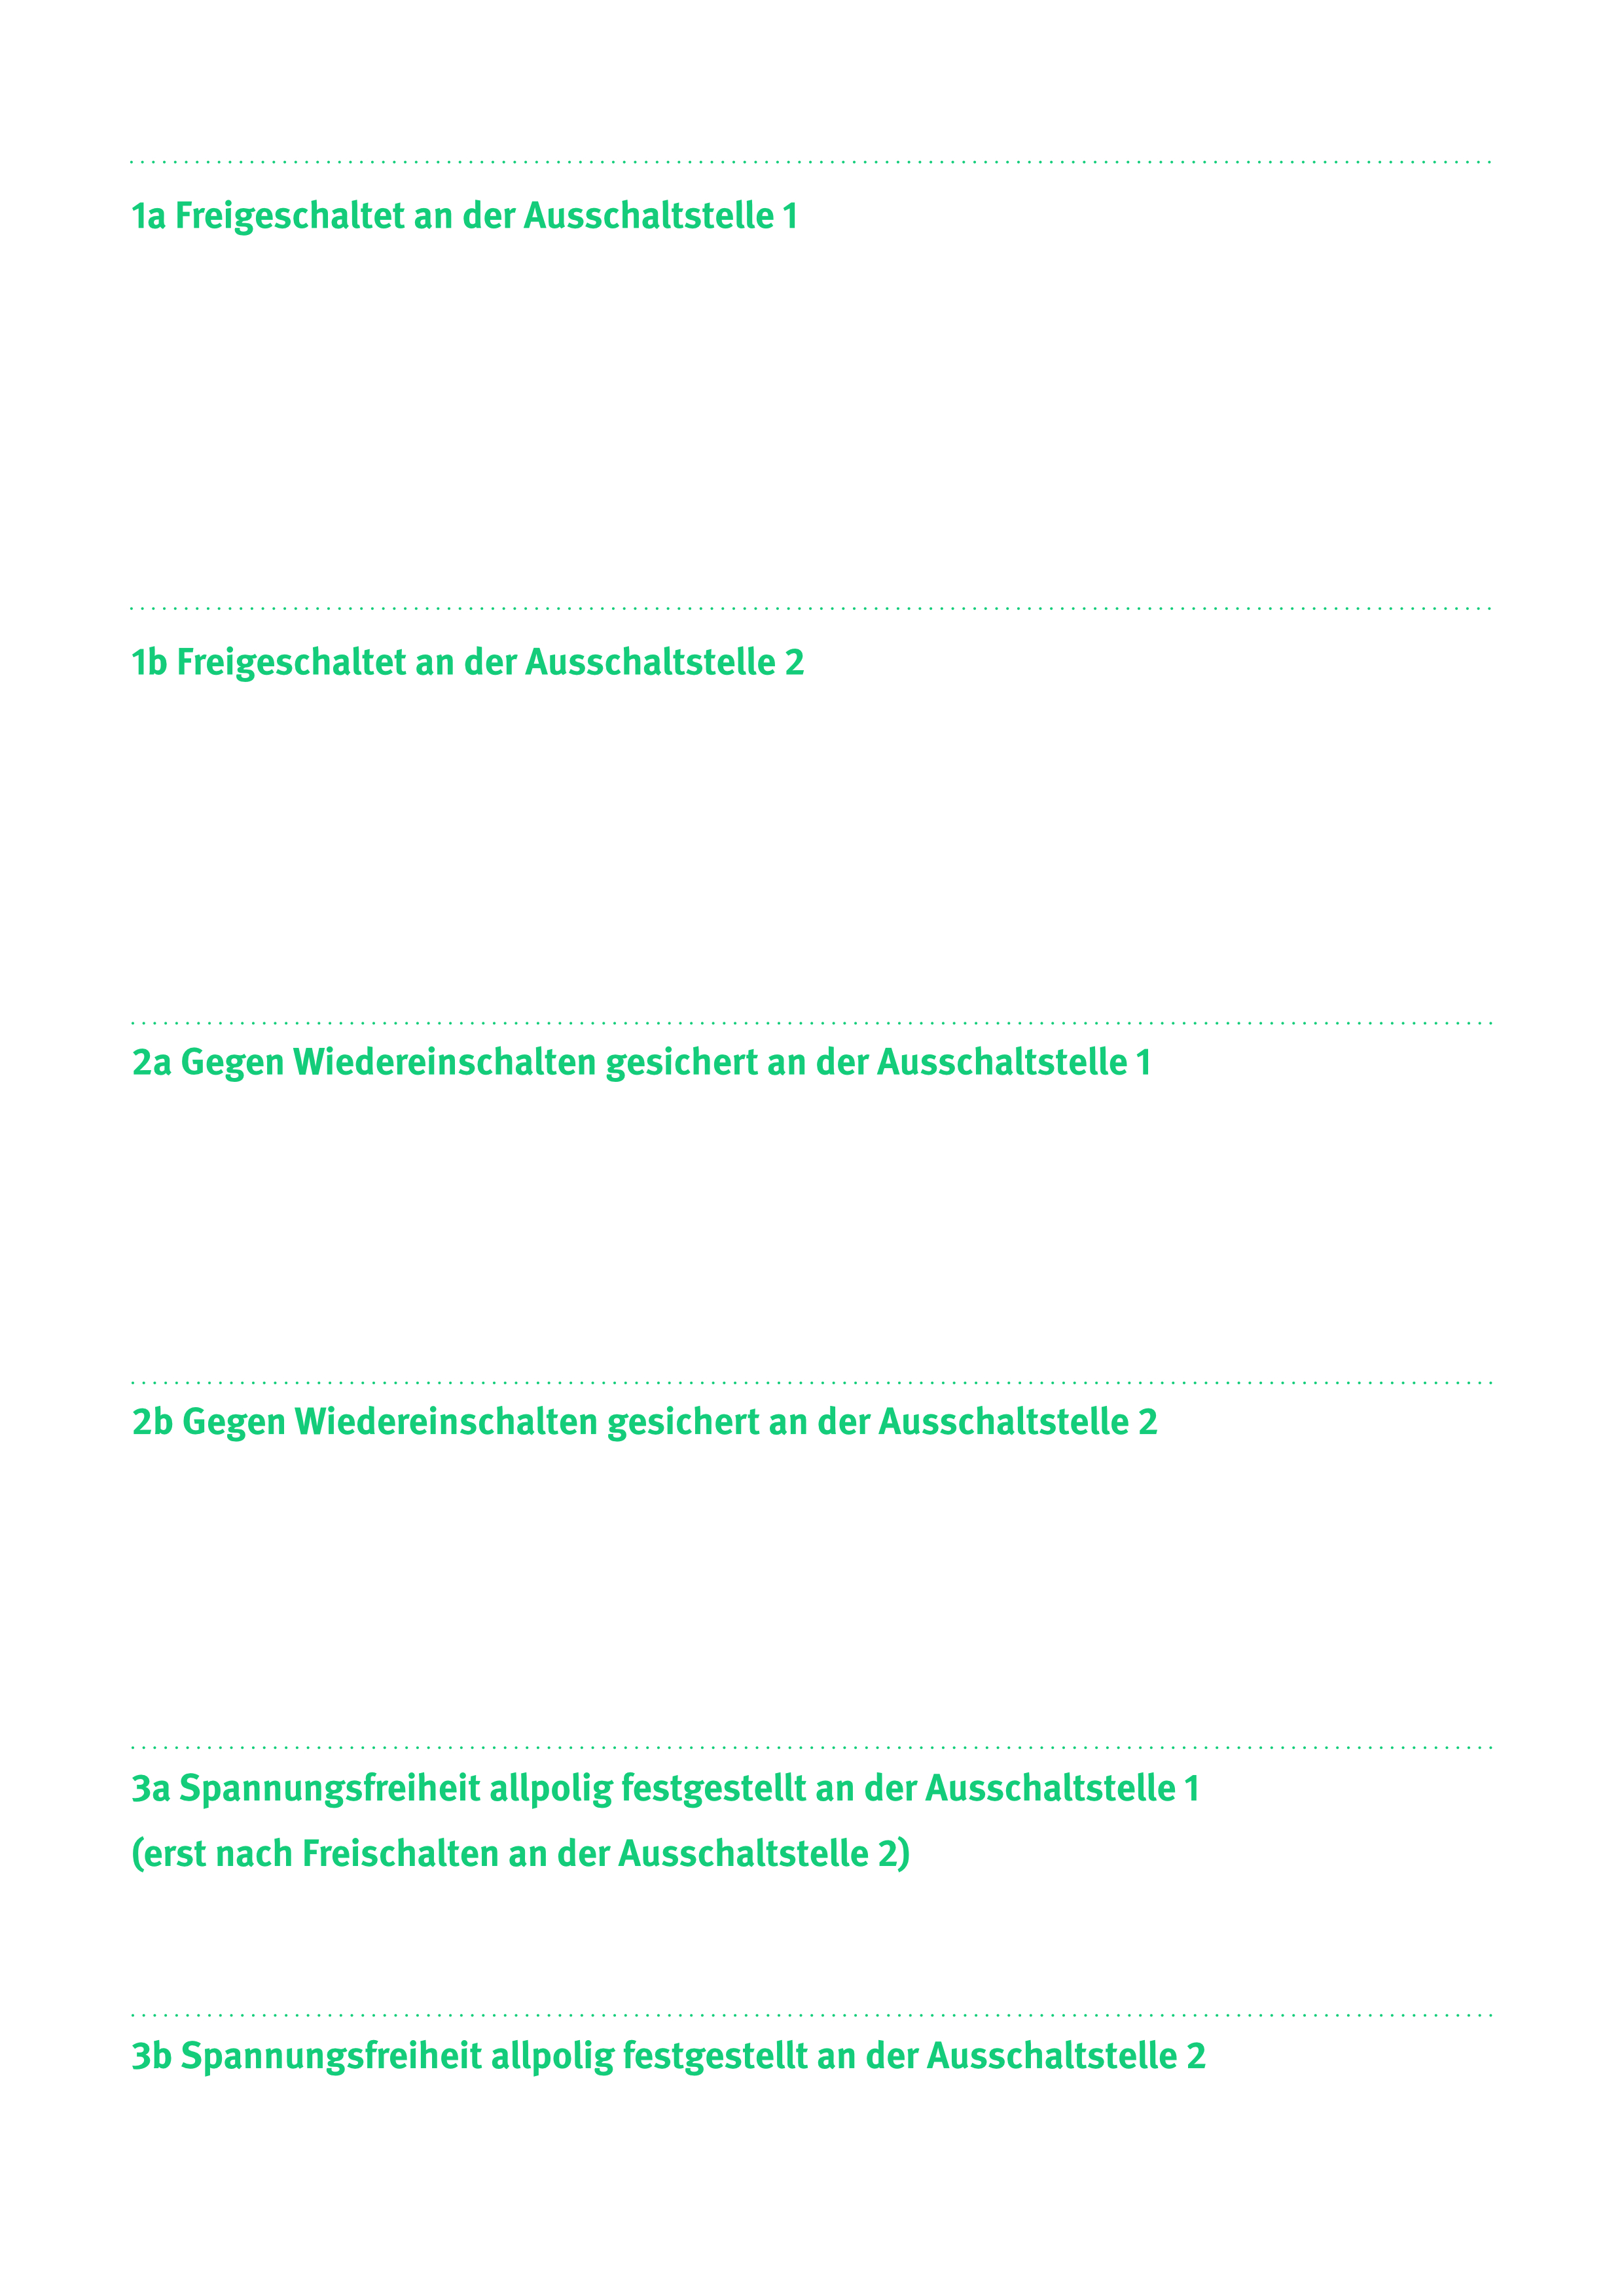 1a Freigeschaltet an der Ausschaltstelle 1
1b Freigeschaltet an der Ausschaltstelle 2
2a Gegen Wiedereinschalten gesichert an der Ausschaltstelle 1
2b Gegen Wiedereinschalten gesichert an der Ausschaltstelle 2
3a Spannungsfreiheit allpolig festgestellt an der Ausschaltstelle 1
(erst nach Freischalten an der Ausschaltstelle 2)
3b Spannungsfreiheit allpolig festgestellt an der Ausschaltstelle 2